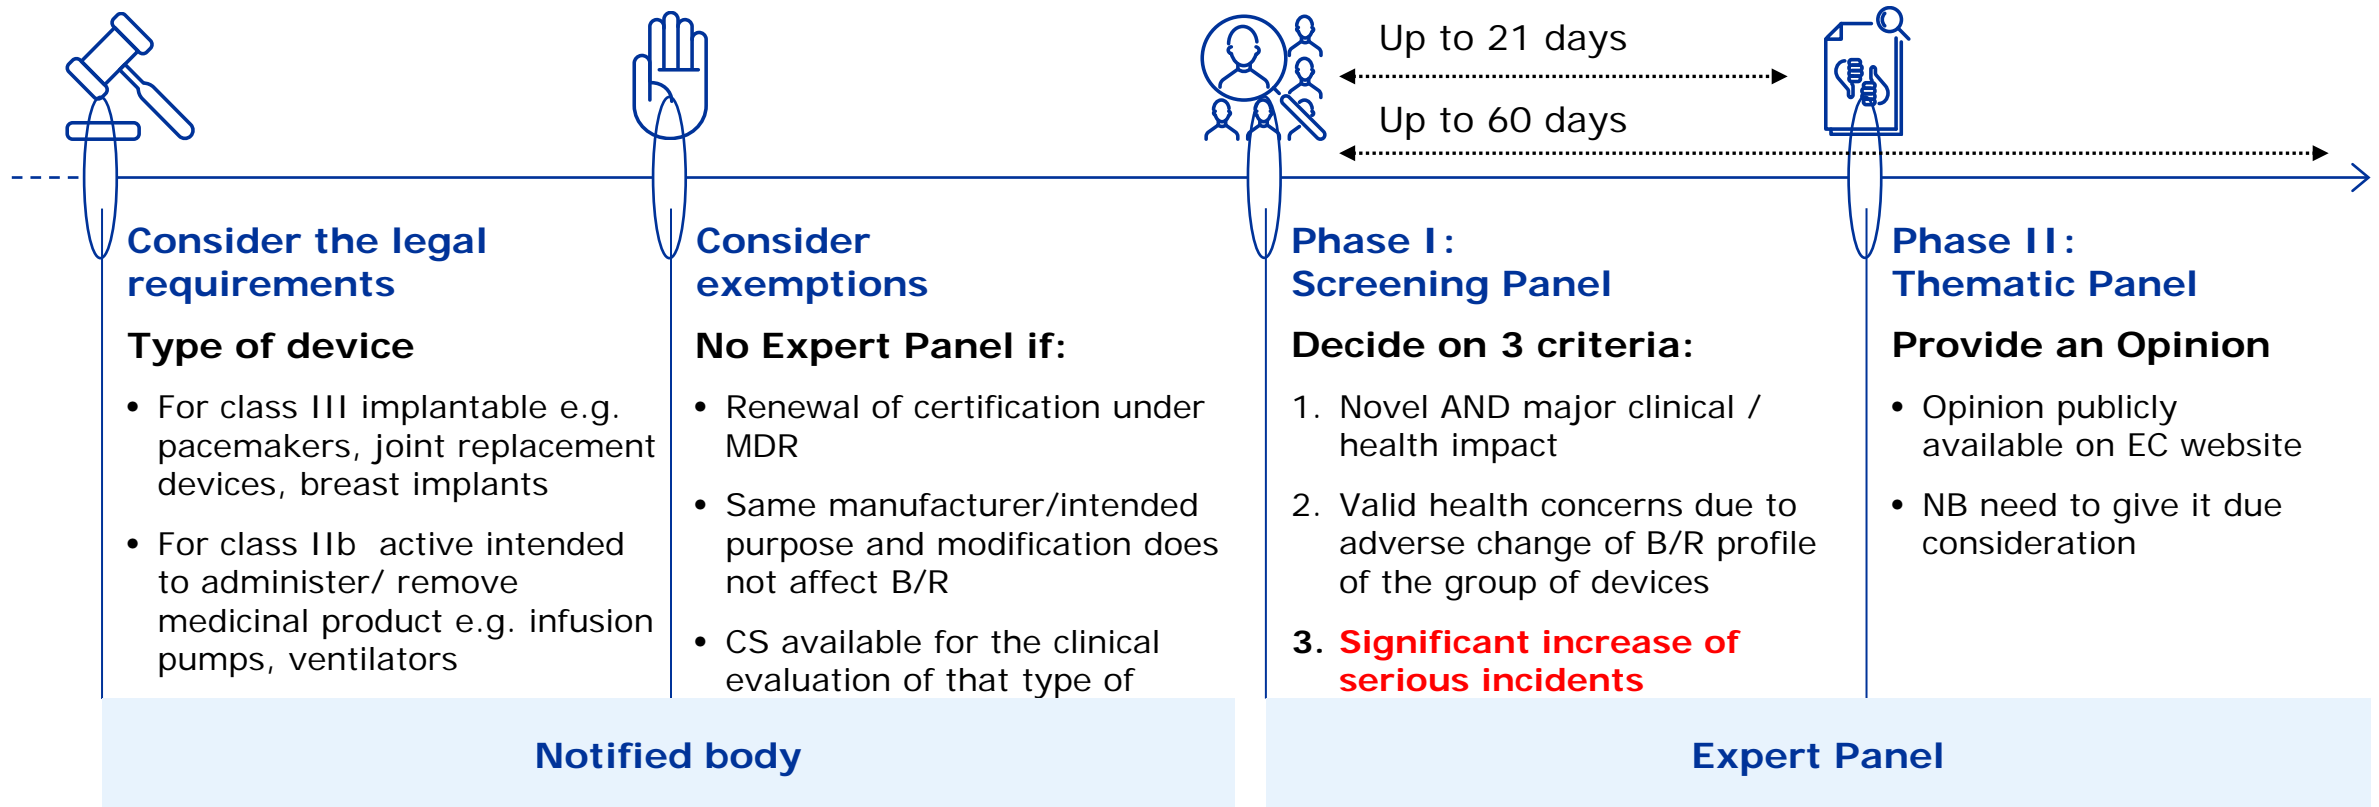 Up to 21 days
Up to 60 days
Consider the legal
requirements
Type of device
• For class III implantable e.g.
pacemakers, joint replacement
devices, breast implants
• For class IIb active intended
to administer/ remove
medicinal product e.g. infusion
pumps, ventilators
Consider
exemptions
No Expert Panel if:
• Renewal of certification under
MDR
• Same manufacturer/intended
purpose and modification does
not affect B/R
• CS available for the clinical
evaluation of that type of
Phase I:
Screening Panel
Decide on 3 criteria:
1. Novel AND major clinical /
health impact
2. Valid health concerns due to
adverse change of B/R profile
of the group of devices
3. Significant increase of
serious incidents
Phase II:
Thematic Panel
Provide an Opinion
• Opinion publicly
available on EC website
• NB need to give it due
consideration
Notified body
Expert Panel